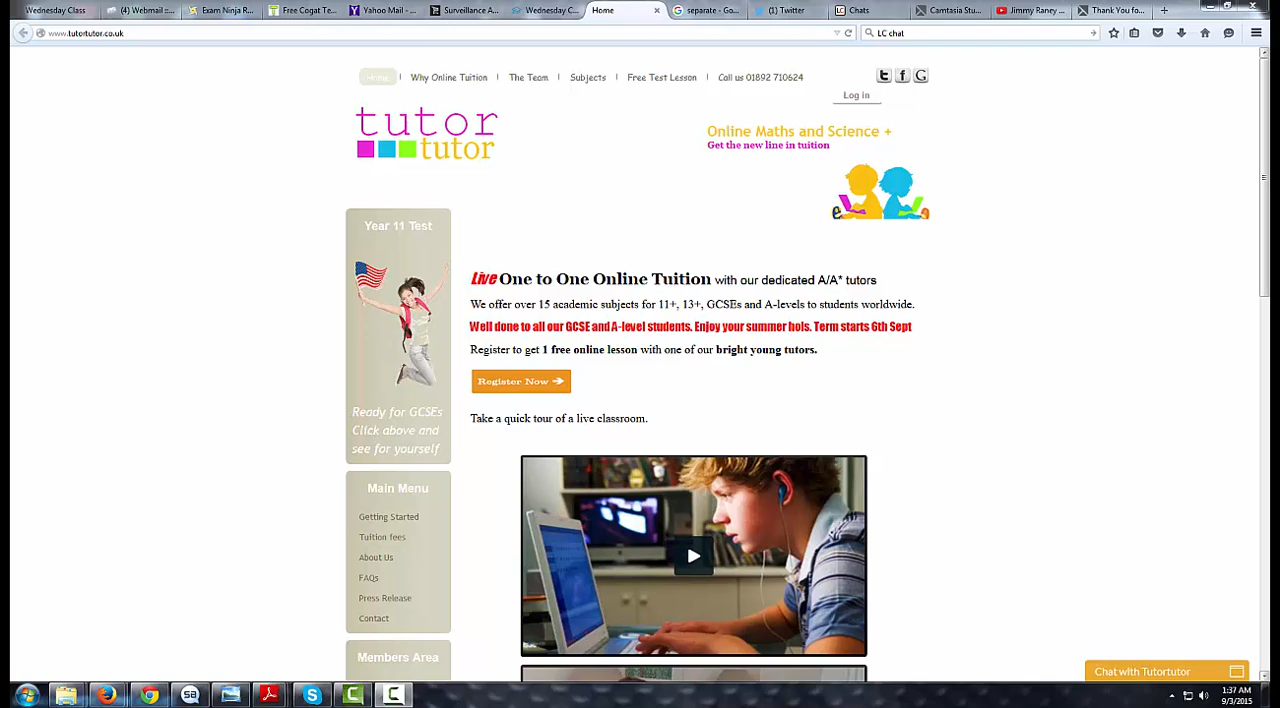 Wednesday Class
(4) Webmail ::...
Exam Ninja R...
Free Cogat Te...
Yahoo Mail - ...
Surveillance A...
Wednesday C...
Home
separate - Go...
(1) Twitter
Chats
Camtasia Stu...
Jimmy Raney ...
Thank You fo...
www.tutortutor.co.uk
LC chat
Home
Why Online Tuition
The Team
Subjects
Free Test Lesson
Call us 01892 710624
Log in
tutor
tutor
Online Maths and Science +
Get the new line in tuition
Year 11 Test
Ready for GCSEs
Click above and
see for yourself
Live One to One Online Tuition with our dedicated A/A* tutors
We offer over 15 academic subjects for 11+, 13+, GCSEs and A-levels to students worldwide.
Well done to all our GCSE and A-level students. Enjoy your summer hols. Term starts 6th Sept
Register to get 1 free online lesson with one of our bright young tutors.
Register Now
Take a quick tour of a live classroom.
Main Menu
Getting Started
Tuition fees
About Us
FAQs
Press Release
Contact
Members Area
Chat with Tutortutor
1:37 AM
9/3/2015